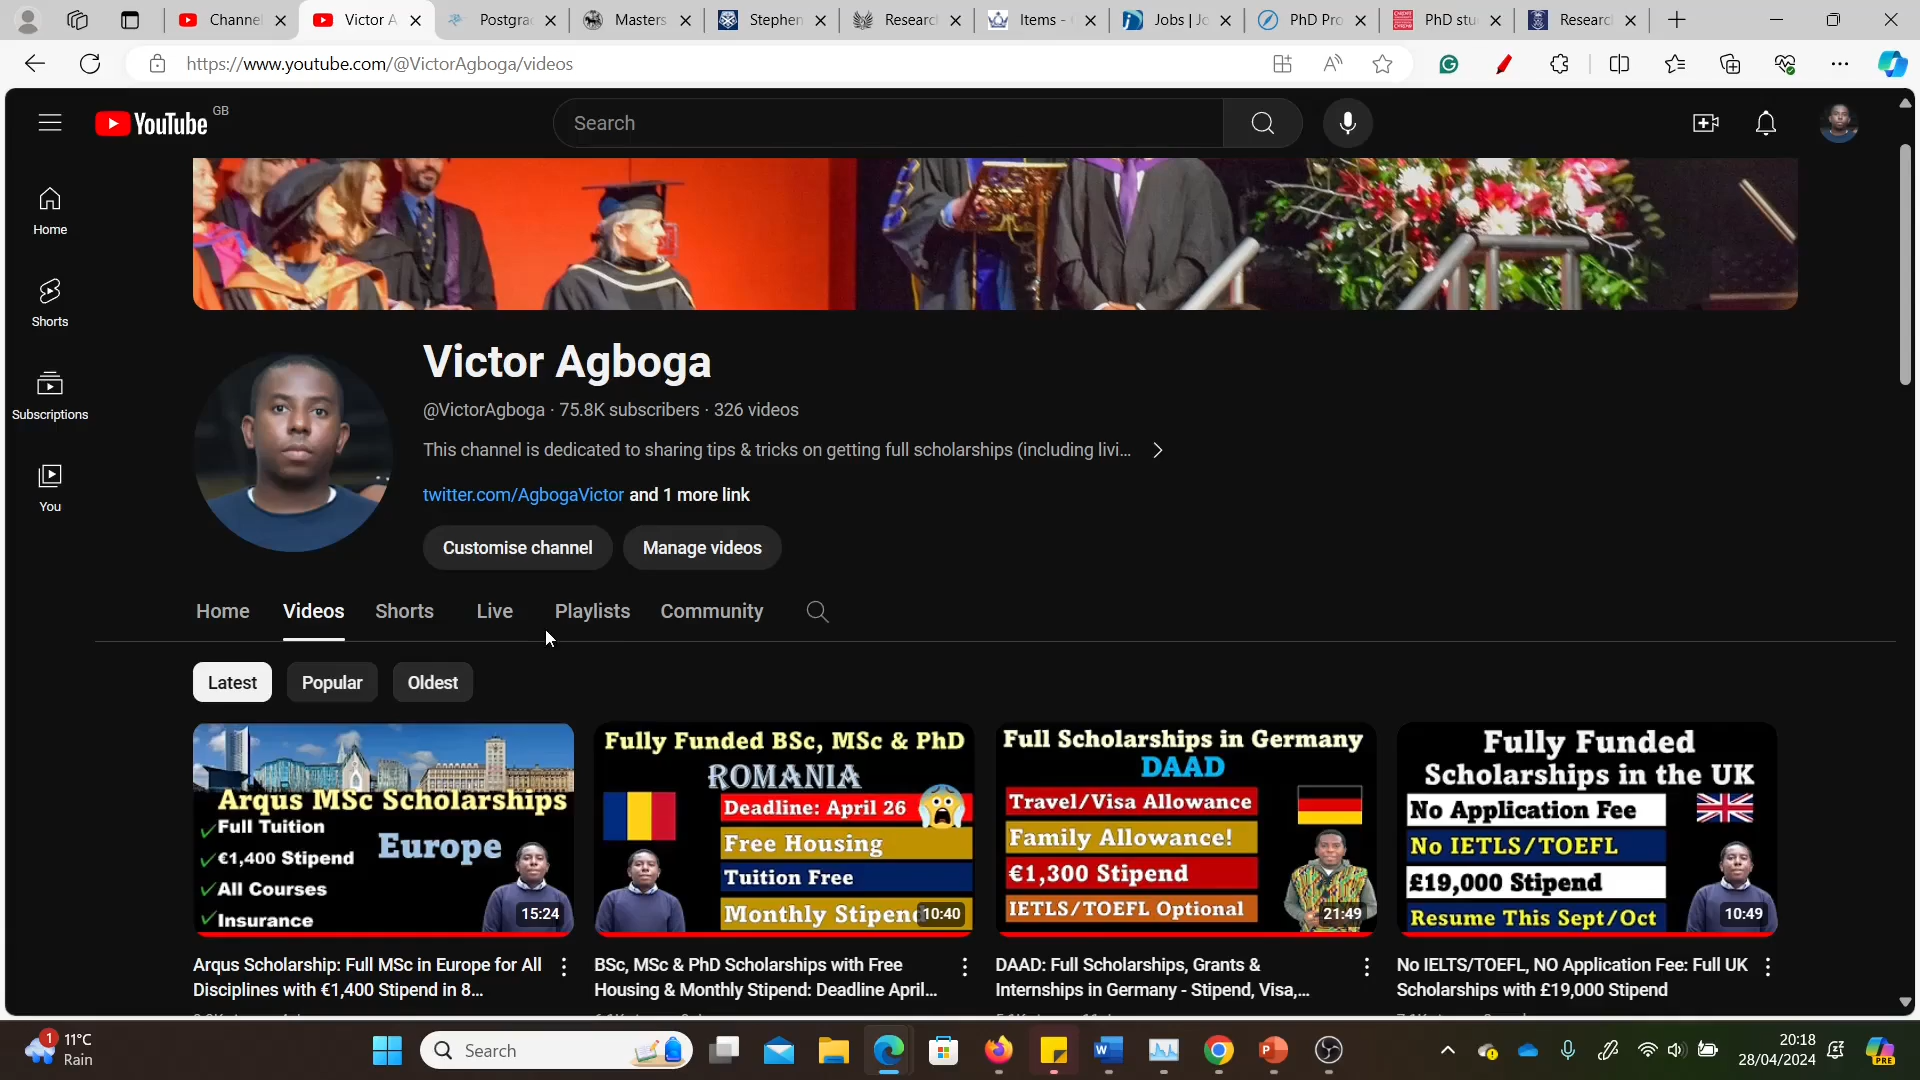 Channe
Victor A
Postgra
Masters
Stepher
Researc
Items -
Jobs | Jo
PhD Pro
PhD stu
Researc
https://www.youtube.com/@VictorAgboga/videos
YouTube GB
Search
Home
Shorts
Subscriptions
You
Victor Agboga
@VictorAgboga · 75.8K subscribers · 326 videos
This channel is dedicated to sharing tips & tricks on getting full scholarships (including livi...
twitter.com/AgbogaVictor and 1 more link
Customise channel
Manage videos
Home Videos Shorts Live Playlists Community
Latest Popular Oldest
Arqus MSc Scholarships
Full Tuition
€1,400 Stipend
Europe
All Courses
Insurance
15:24
Arqus Scholarship: Full MSc in Europe for All
Disciplines with €1,400 Stipend in 8...
Fully Funded BSc, MSc & PhD
ROMANIA
Deadline: April 26
Free Housing
Tuition Free
Monthly Stipend
10:40
BSc, MSc & PhD Scholarships with Free
Housing & Monthly Stipend: Deadline April...
Full Scholarships in Germany
DAAD
Travel/Visa Allowance
Family Allowance!
€1,300 Stipend
IETLS/TOEFL Optional
21:49
DAAD: Full Scholarships, Grants &
Internships in Germany - Stipend, Visa,...
Fully Funded
Scholarships in the UK
No Application Fee
No IETLS/TOEFL
£19,000 Stipend
Resume This Sept/Oct
10:49
No IELTS/TOEFL, NO Application Fee: Full UK
Scholarships with £19,000 Stipend
1
11°C
Rain
Search
20:18
28/04/2024
PRE